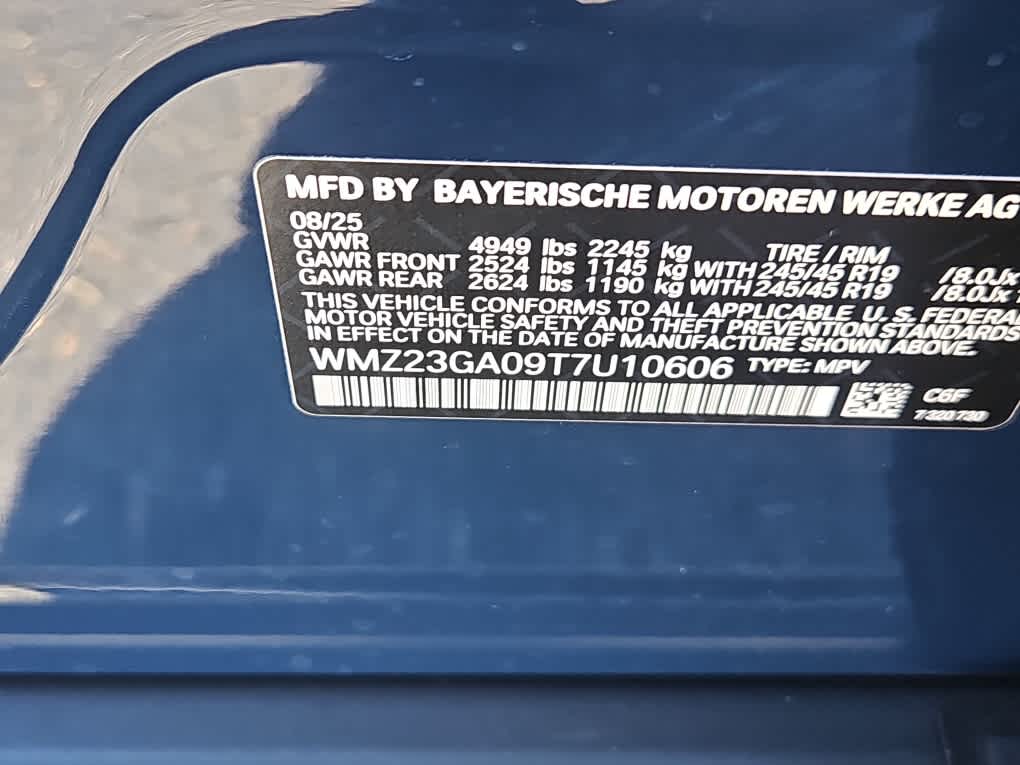 MFD BY BAYERISCHE MOTOREN WERKE AG
08/25
GVWR 4949 lbs 2245 kg TIRE / RIM
GAWR FRONT 2524 lbs 1145 kg WITH 245/45 R19 /8.0Jx
GAWR REAR 2624 lbs 1190 kg WITH 245/45 R19 /8.0Jx
THIS VEHICLE CONFORMS TO ALL APPLICABLE U.S. FEDERAL
MOTOR VEHICLE SAFETY AND THEFT PREVENTION STANDARDS
IN EFFECT ON THE DATE OF MANUFACTURE SHOWN ABOVE.
WMZ23GA09T7U10606 TYPE: MPV
C6F
7320730